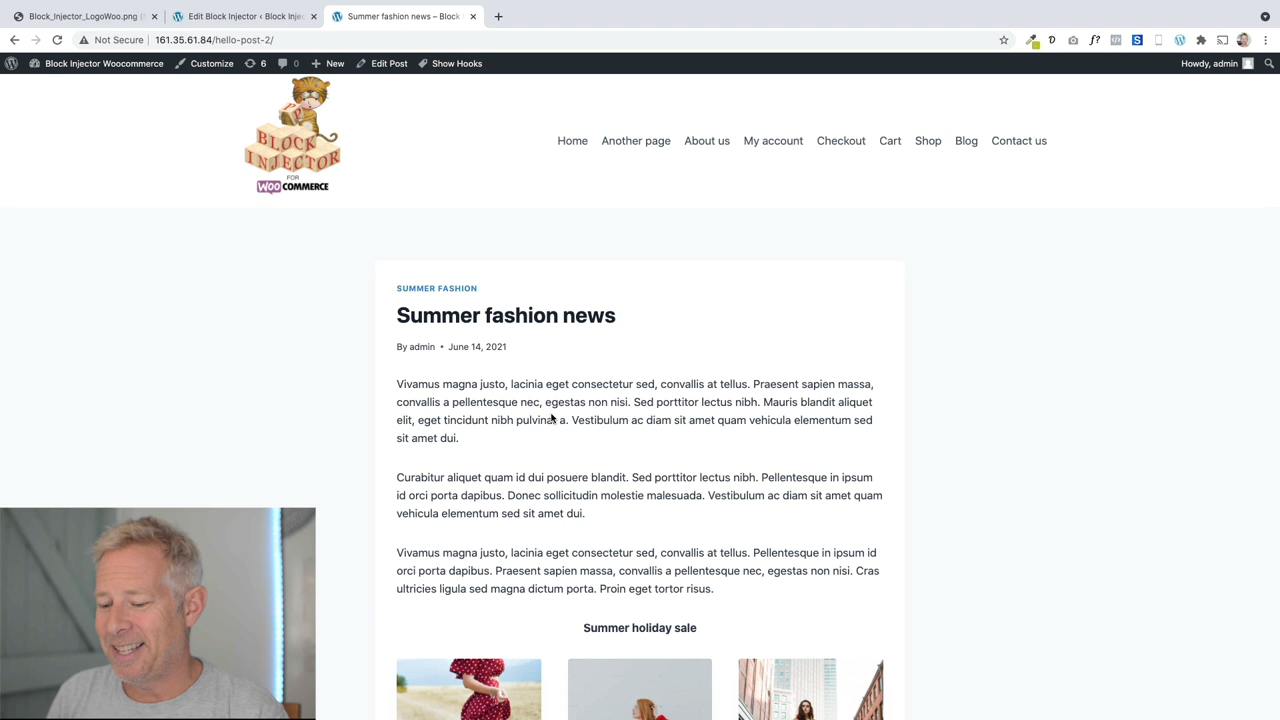 Block_Injector_LogoWoo.png (
Edit Block Injector ‹ Block Injec
Summer fashion news – Block
Not Secure
161.35.61.84/hello-post-2/
Block Injector Woocommerce
Customize
6
0
New
Edit Post
Show Hooks
Howdy, admin
BLOCK
INJECTOR
FOR
WOO COMMERCE
Home
Another page
About us
My account
Checkout
Cart
Shop
Blog
Contact us
SUMMER FASHION
Summer fashion news
By admin • June 14, 2021
Vivamus magna justo, lacinia eget consectetur sed, convallis at tellus. Praesent sapien massa,
convallis a pellentesque nec, egestas non nisi. Sed porttitor lectus nibh. Mauris blandit aliquet
elit, eget tincidunt nibh pulvinar a. Vestibulum ac diam sit amet quam vehicula elementum sed
sit amet dui.
Curabitur aliquet quam id dui posuere blandit. Sed porttitor lectus nibh. Pellentesque in ipsum
id orci porta dapibus. Donec sollicitudin molestie malesuada. Vestibulum ac diam sit amet quam
vehicula elementum sed sit amet dui.
Vivamus magna justo, lacinia eget consectetur sed, convallis at tellus. Pellentesque in ipsum id
orci porta dapibus. Praesent sapien massa, convallis a pellentesque nec, egestas non nisi. Cras
ultricies ligula sed magna dictum porta. Proin eget tortor risus.
Summer holiday sale